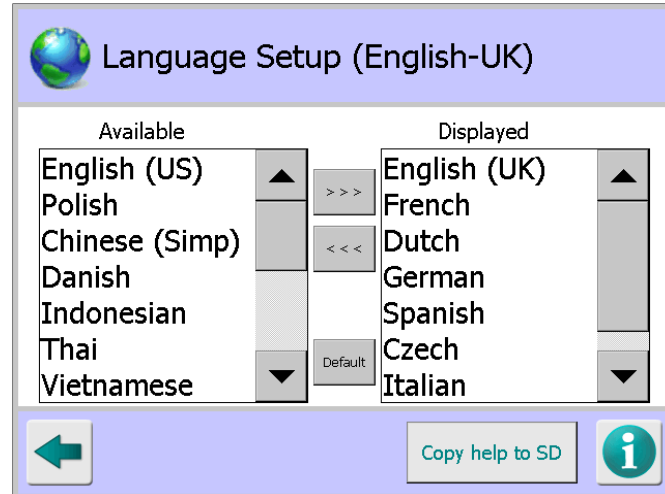 Language Setup (English-UK)
Available
English (US)
Polish
Chinese (Simp)
Danish
Indonesian
Thai
Vietnamese
>>>
<<<
Default
Displayed
English (UK)
French
Dutch
German
Spanish
Czech
Italian
Copy help to SD
i